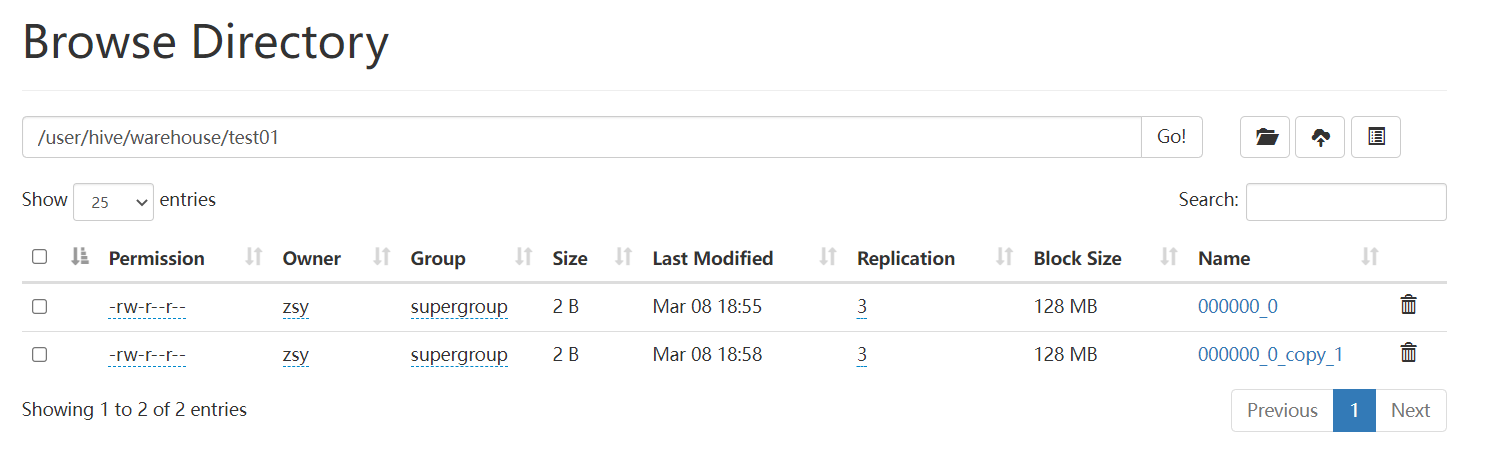 Browse Directory
/user/hive/warehouse/test01 Go!
Show 25 entries Search:
Permission Owner Group Size Last Modified Replication Block Size Name
-rw-r--r-- zsy supergroup 2 B Mar 08 18:55 3 128 MB 000000_0
-rw-r--r-- zsy supergroup 2 B Mar 08 18:58 3 128 MB 000000_0_copy_1
Showing 1 to 2 of 2 entries Previous 1 Next